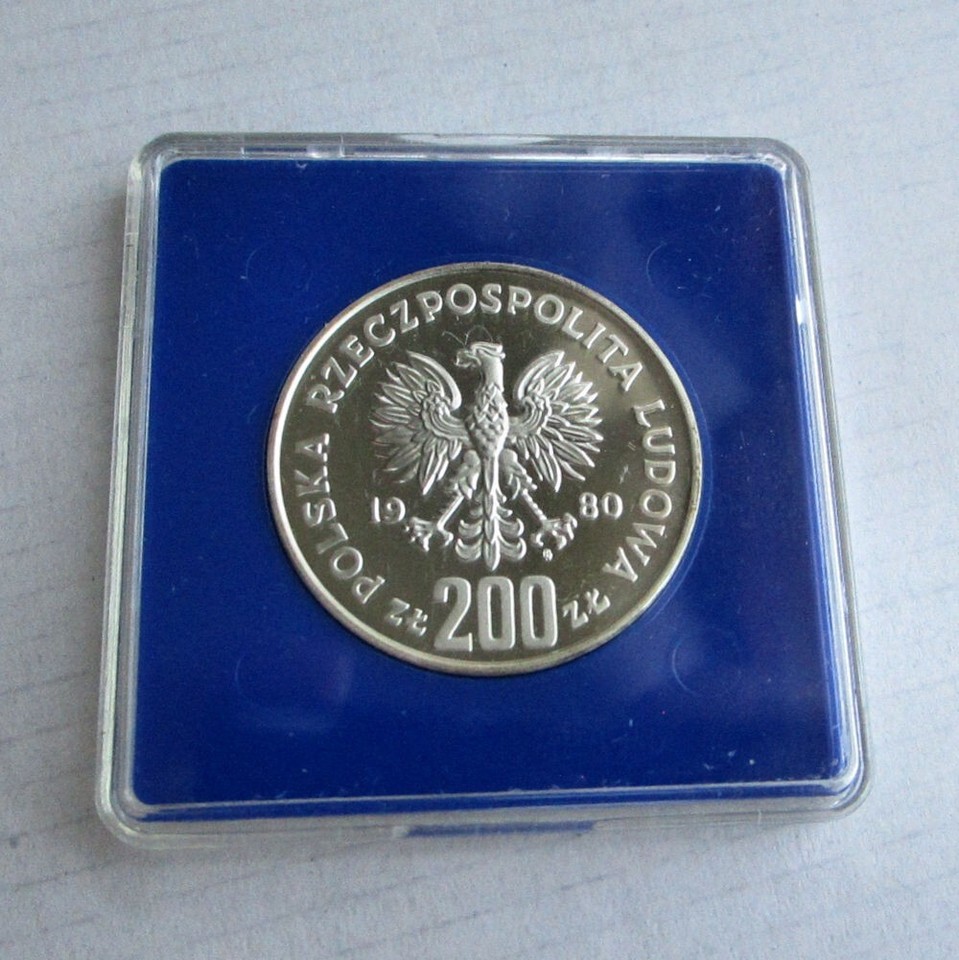 POLSKA RZECZPOSPOLITA LUDOWA
19 80
ZŁ 200 ZŁ